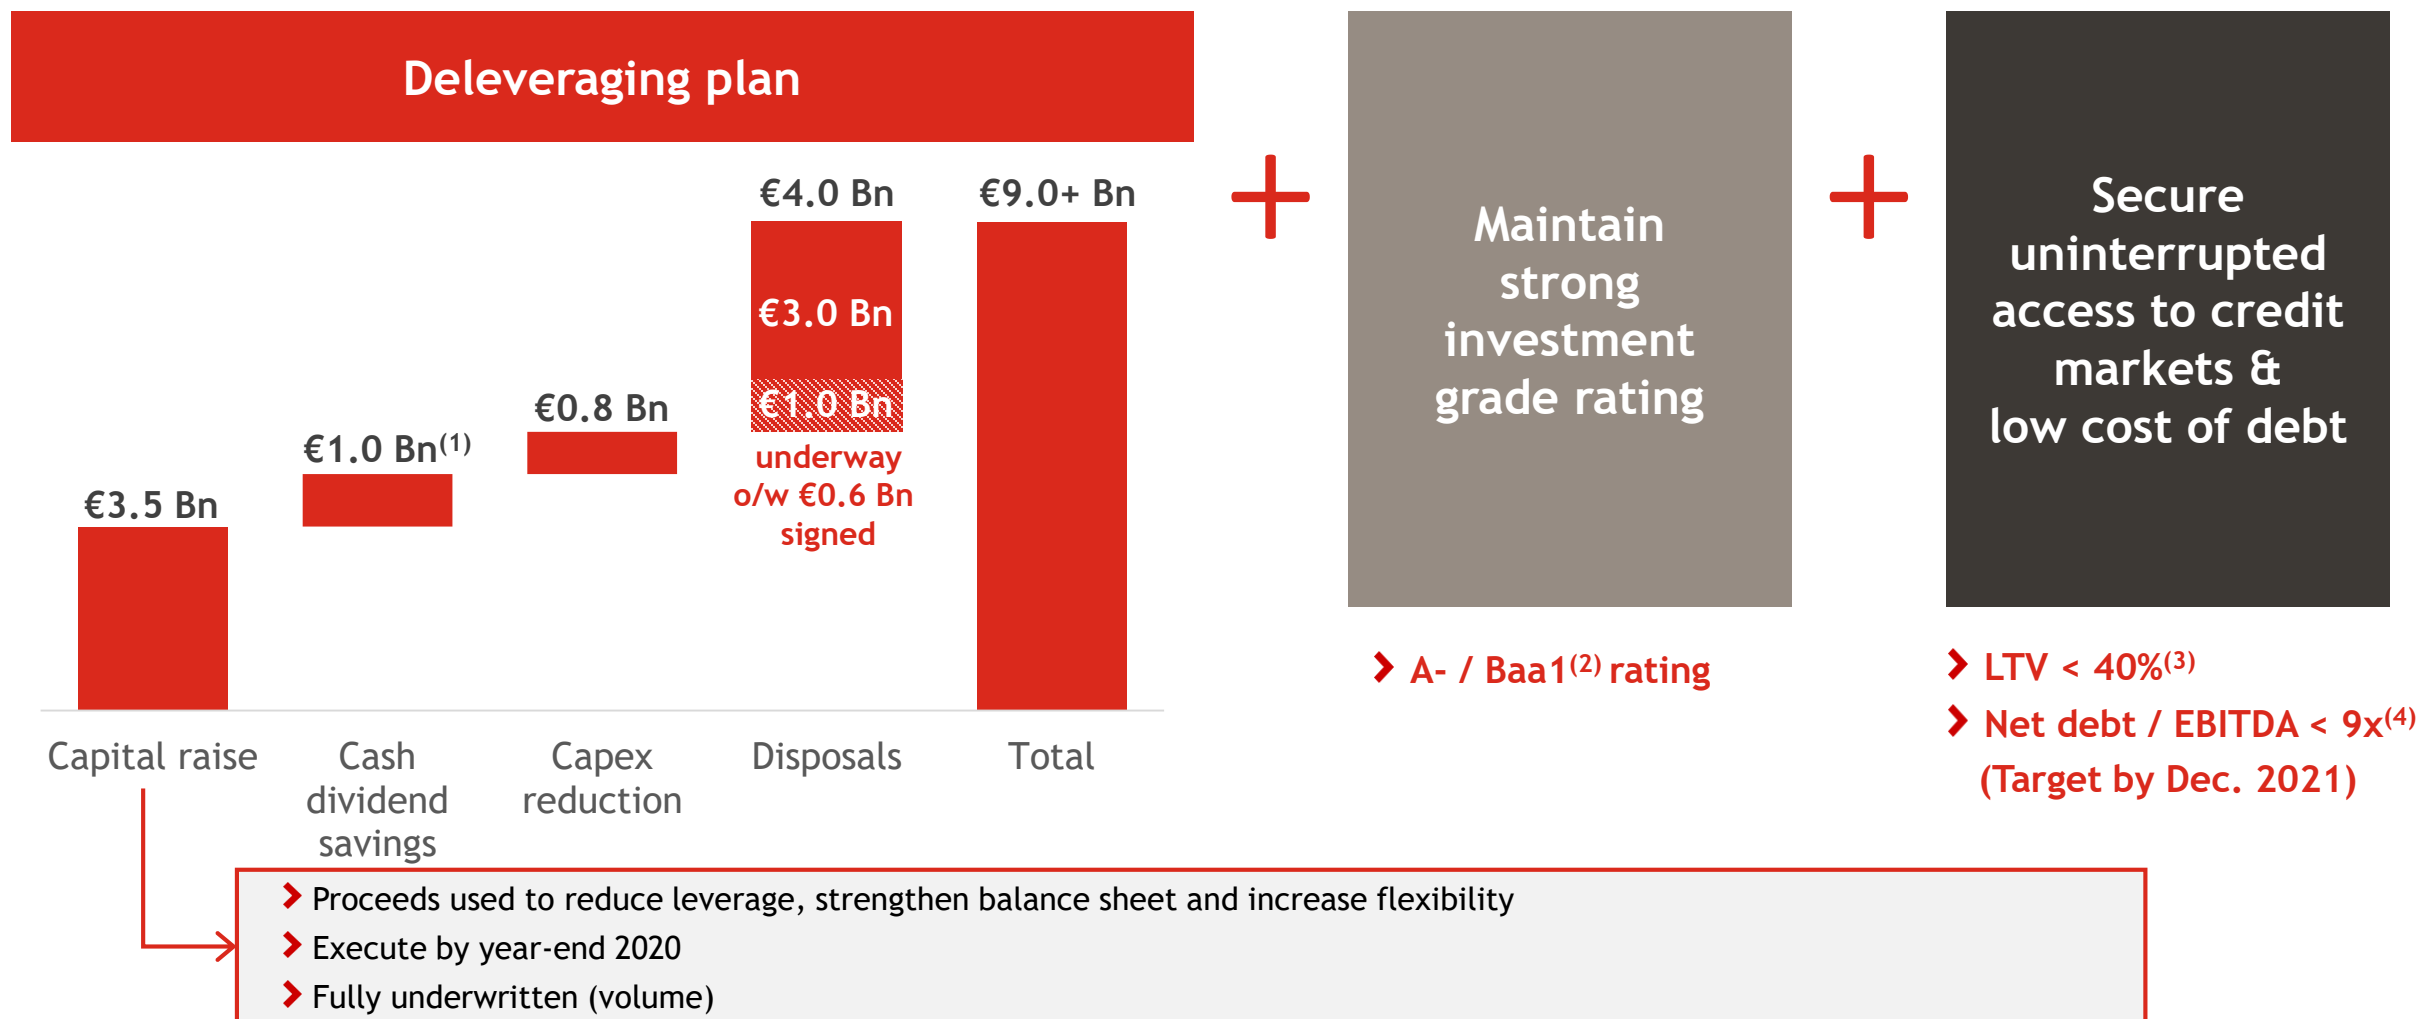 Deleveraging plan
€3.5 Bn
€1.0 Bn(1)
€0.8 Bn
€4.0 Bn
€3.0 Bn
€1.0 Bn
underway
o/w €0.6 Bn
signed
€9.0+ Bn
Capital raise
Cash
dividend
savings
Capex
reduction
Disposals
Total
+
Maintain
strong
investment
grade rating
A- / Baa1(2) rating
+
Secure
uninterrupted
access to credit
markets &
low cost of debt
LTV < 40%(3)
Net debt / EBITDA < 9x(4)
(Target by Dec. 2021)
Proceeds used to reduce leverage, strengthen balance sheet and increase flexibility
Execute by year-end 2020
Fully underwritten (volume)